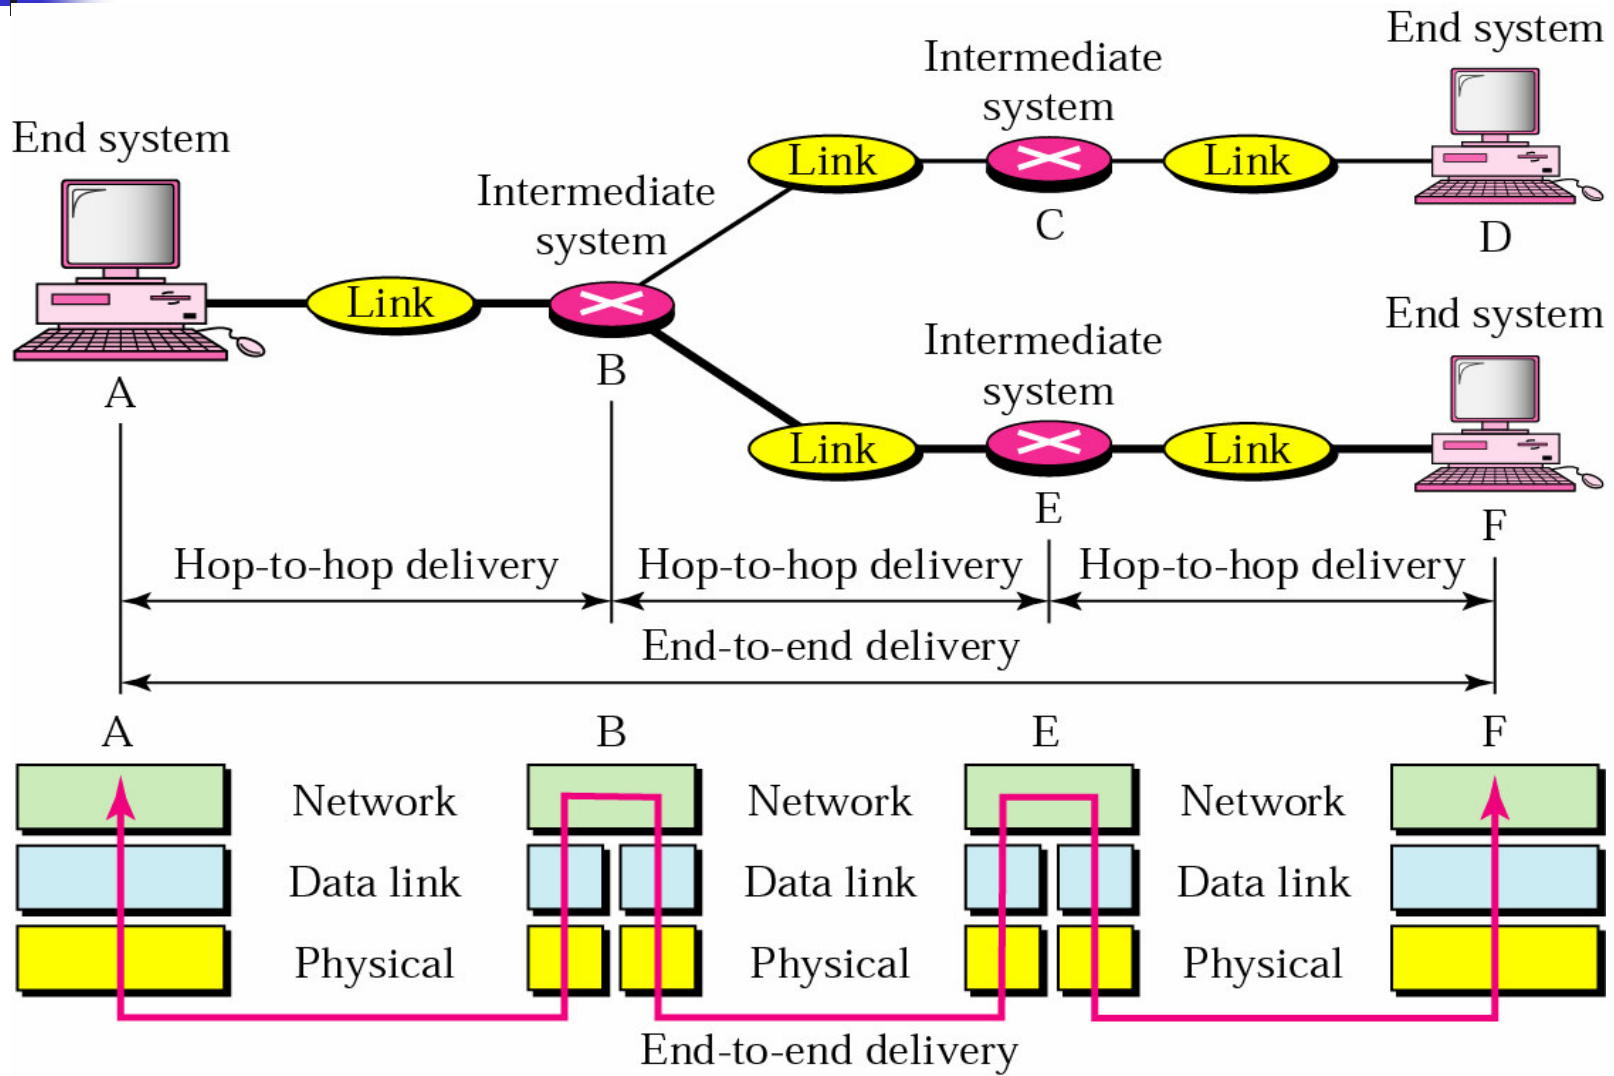 End system
Intermediate
system
End system
Intermediate
system
Link
Link
C
D
Link
B
A
End system
Intermediate
system
Link
Link
E
F
Hop-to-hop delivery
Hop-to-hop delivery
Hop-to-hop delivery
End-to-end delivery
A
B
E
F
Network
Network
Network
Data link
Data link
Data link
Physical
Physical
Physical
End-to-end delivery